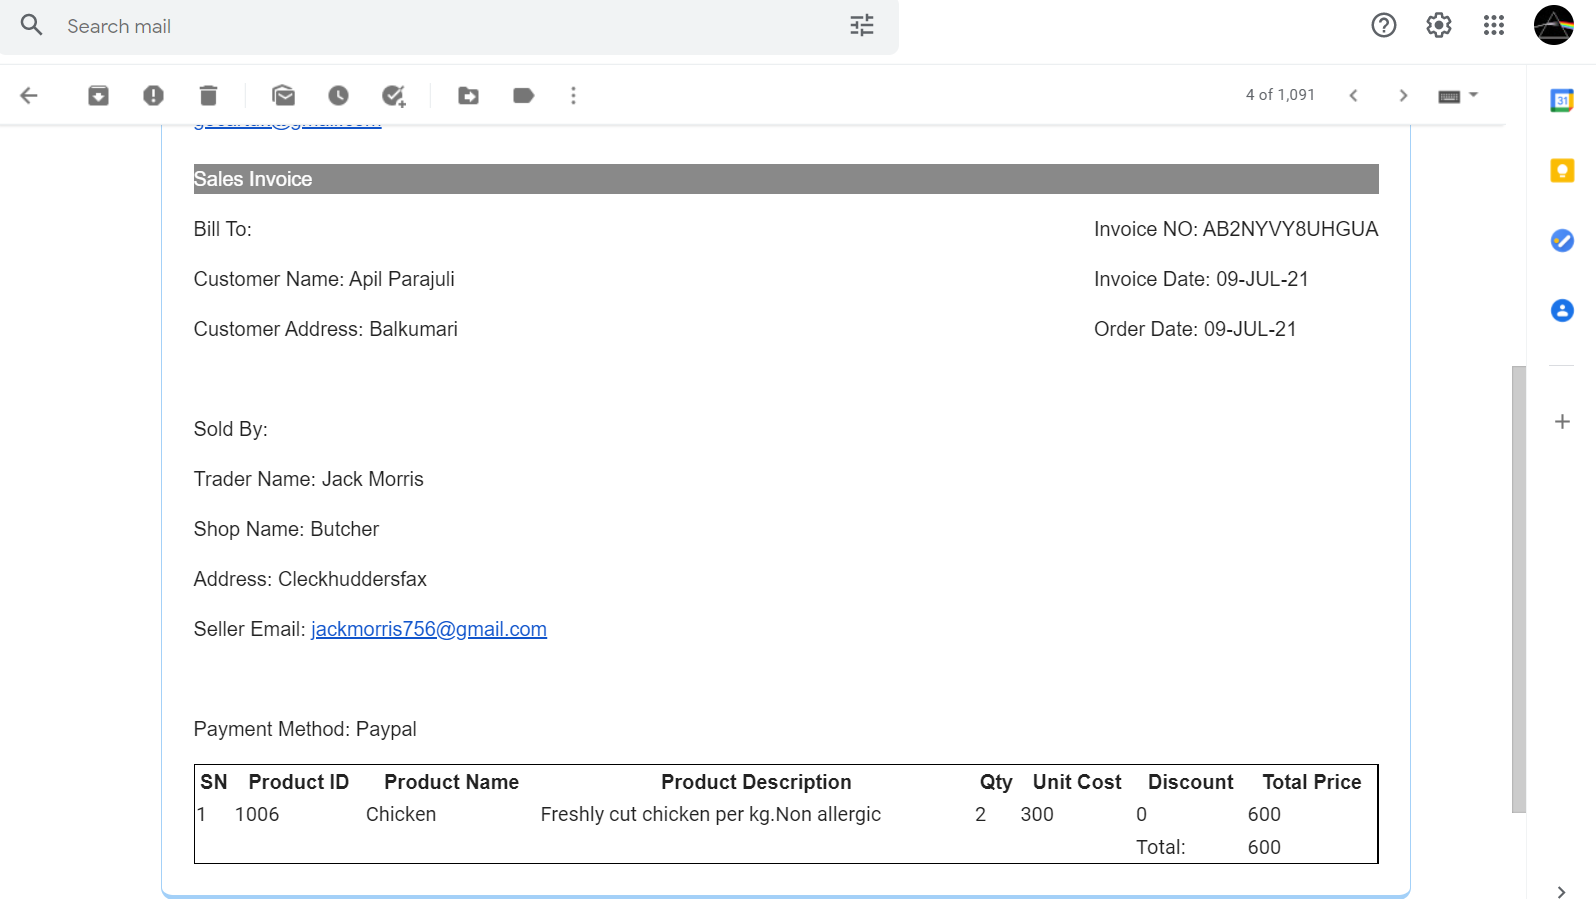 Search mail
4 of 1,091
31
Sales Invoice
Bill To:
Invoice NO: AB2NYVY8UHGUA
Customer Name: Apil Parajuli
Invoice Date: 09-JUL-21
Customer Address: Balkumari
Order Date: 09-JUL-21
Sold By:
Trader Name: Jack Morris
Shop Name: Butcher
Address: Cleckhuddersfax
Seller Email: jackmorris756@gmail.com
Payment Method: Paypal
SN Product ID Product Name Product Description Qty Unit Cost Discount Total Price
1 1006 Chicken Freshly cut chicken per kg.Non allergic 2 300 0 600
Total: 600